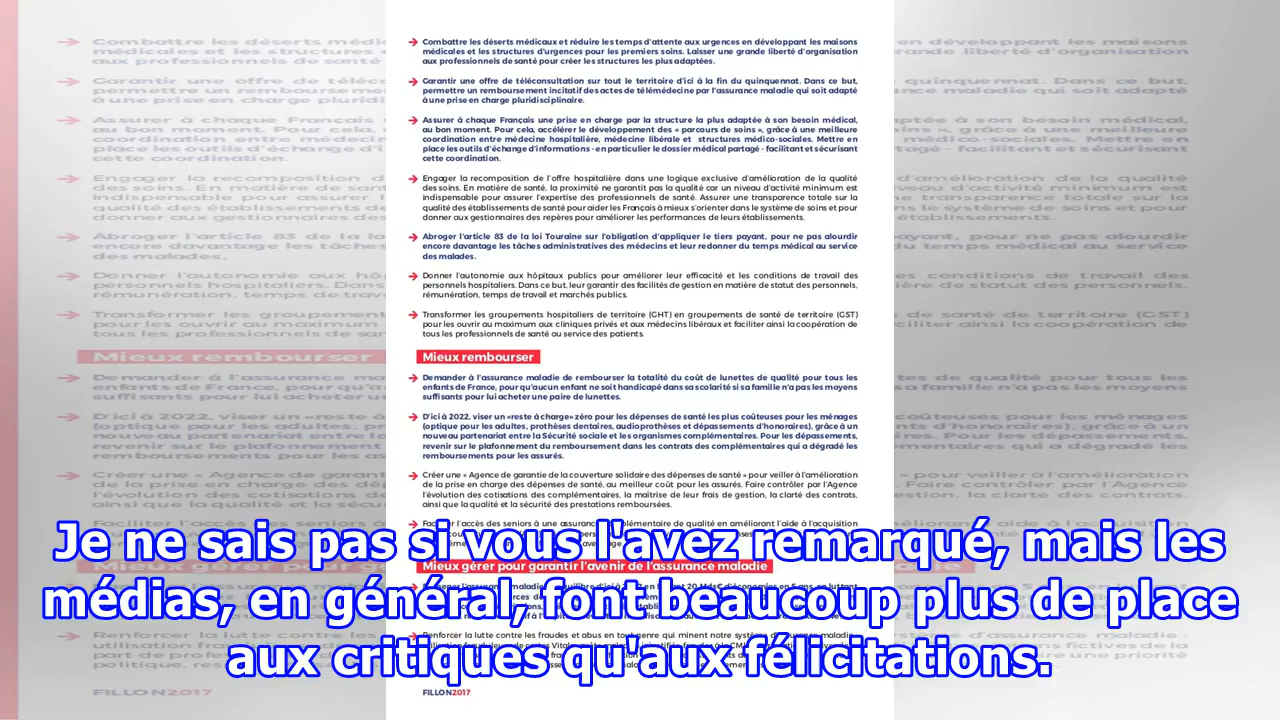 Combattre les déserts médicaux et réduire les temps d'attente aux urgences en développant les maisons
médicales et les structures d'urgences pour les premiers soins. Laisser une grande liberté d'organisation
aux professionnels de santé pour créer les structures les plus adaptées.
Garantir une offre de téléconsultation sur tout le territoire d'ici à la fin du quinquennat. Dans ce but,
permettre un remboursement incitatif des actes de télémédecine par l'assurance maladie qui soit adapté
à une prise en charge pluridisciplinaire.
Assurer à chaque Français une prise en charge par la structure la plus adaptée à son besoin médical,
au bon moment. Pour cela, accélérer le développement des « parcours de soins », grâce à une meilleure
coordination entre médecine hospitalière, médecine libérale et structures médico-sociales. Mettre en
place les outils d'échange d'informations - en particulier le dossier médical partagé - facilitant et sécurisant
cette coordination.
Engager la recomposition de l'offre hospitalière dans une logique exclusive d'amélioration de la qualité
des soins. En matière de santé, la proximité ne garantit pas la qualité car un niveau d'activité minimum est
indispensable pour assurer l'expertise des professionnels de santé. Assurer une transparence totale sur la
qualité des établissements de santé pour aider les Français à mieux s'orienter dans le système de soins et pour
donner aux gestionnaires des repères pour améliorer les performances de leurs établissements.
Abroger l'article 83 de la loi Touraine sur l'obligation d'appliquer le tiers payant, pour ne pas alourdir
encore davantage les tâches administratives des médecins et leur redonner du temps médical au service
des malades.
Donner l'autonomie aux hôpitaux publics pour améliorer leur efficacité et les conditions de travail des
personnels hospitaliers. Dans ce but, leur garantir des facilités de gestion en matière de statut des personnels,
rémunération, temps de travail et marchés publics.
Transformer les groupements hospitaliers de territoire (GHT) en groupements de santé de territoire (GST)
pour les ouvrir au maximum aux cliniques privés et aux médecins libéraux et faciliter ainsi la coopération de
tous les professionnels de santé au service des patients.
Mieux rembourser
Demander à l'assurance maladie de rembourser la totalité du coût de lunettes de qualité pour tous les
enfants de France, pour qu'aucun enfant ne soit handicapé dans sa scolarité si sa famille n'a pas les moyens
suffisants pour lui acheter une paire de lunettes.
D'ici à 2022, viser un «reste à charge» zéro pour les dépenses de santé les plus coûteuses pour les ménages
(optique pour les adultes, prothèses dentaires, audioprothèses et dépassements d'honoraires), grâce à un
nouveau partenariat entre la Sécurité sociale et les organismes complémentaires. Pour les dépassements,
revenir sur le plafonnement du remboursement dans les contrats des complémentaires qui a dégradé les
remboursements pour les assurés.
Créer une « Agence de garantie de la couverture solidaire des dépenses de santé » pour veiller à l'amélioration
de la prise en charge des dépenses de santé, au meilleur coût pour les assurés. Faire contrôler par l'Agence
l'évolution des cotisations des complémentaires, la maîtrise de leur frais de gestion, la clarté des contrats,
ainsi que la qualité et la sécurité des prestations remboursées.
l'accès des seniors à une de qualité en améliorant l'aide à l'acquisition
Je ne sais pas si vous l'avez remarqué, mais les
Mieux gérer pour garantir l'avenir de l'assurance maladie
médias, en général, font beaucoup plus de place
Renforcer la lutte contre les fraudes et abus en tout genre qui minent notre système
aux critiques qu'aux félicitations.
FILLON2017